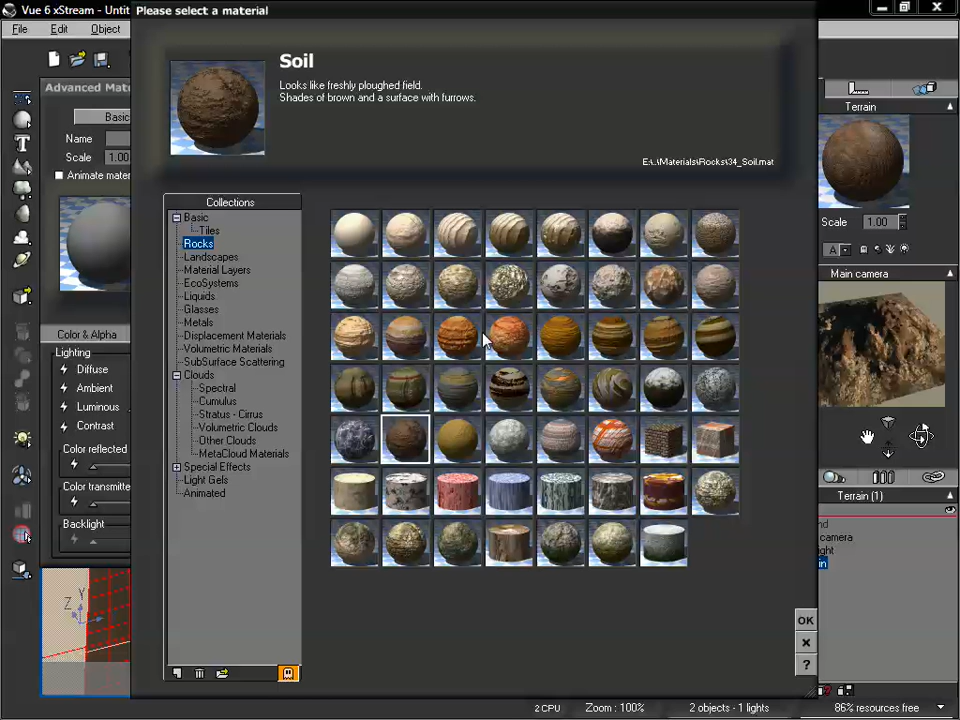 Vue 6 xStream - Untit
Please select a material
File Edit Object
Soil
Looks like freshly ploughed field.
Shades of brown and a surface with furrows.
E:\..\Materials\Rocks\34_Soil.mat
Advanced Mat
Basic
Name
Scale 1.00
Animate mater
Color & Alpha
Lighting
Diffuse
Ambient
Luminous
Contrast
Color reflected
Color transmitte
Backlight
Z Y
Collections
Basic
Tiles
Rocks
Landscapes
Material Layers
EcoSystems
Liquids
Glasses
Metals
Displacement Materials
Volumetric Materials
SubSurface Scattering
Clouds
Spectral
Cumulus
Stratus - Cirrus
Volumetric Clouds
Other Clouds
MetaCloud Materials
Special Effects
Light Gels
Animated
OK
?
Terrain
Scale 1.00
A
Main camera
Terrain (1)
nd
camera
ight
in
2 CPU Zoom : 100% 2 objects - 1 lights 86% resources free